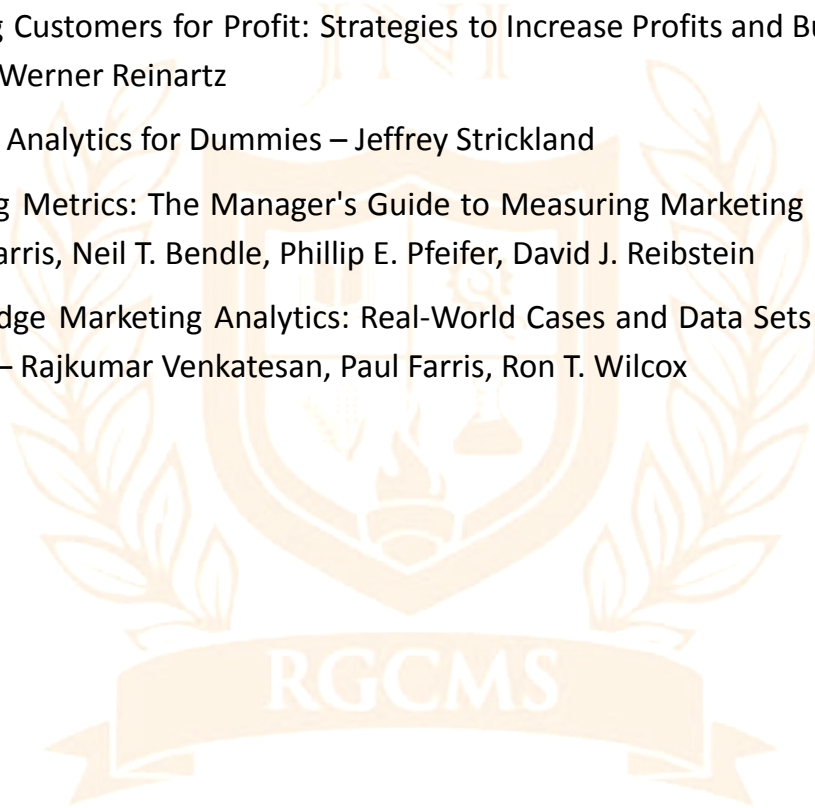 JNI
g Customers for Profit: Strategies to Increase Profits and Bu
Werner Reinartz
Analytics for Dummies – Jeffrey Strickland
g Metrics: The Manager's Guide to Measuring Marketing
arris, Neil T. Bendle, Phillip E. Pfeifer, David J. Reibstein
dge Marketing Analytics: Real-World Cases and Data Sets
– Rajkumar Venkatesan, Paul Farris, Ron T. Wilcox
RGCMS